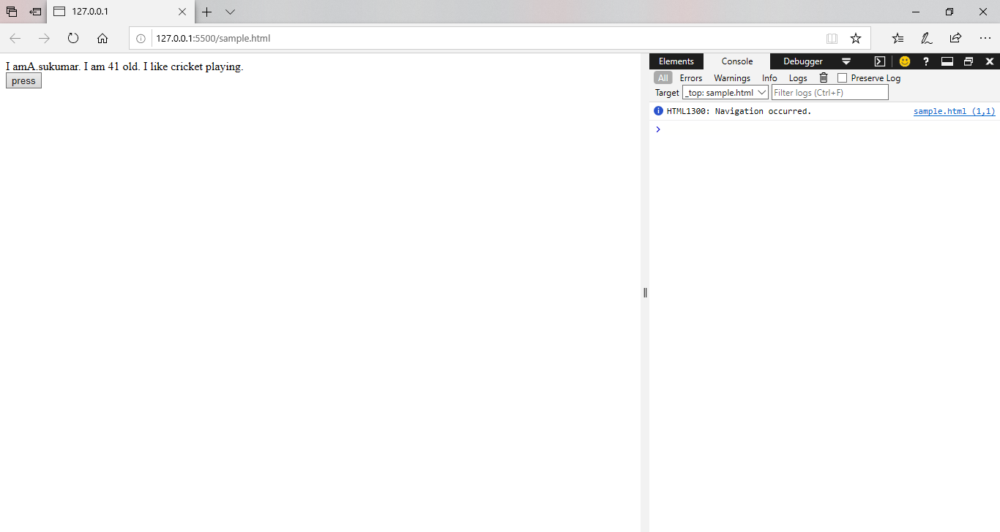 127.0.0.1
127.0.0.1:5500/sample.html
I amA.sukumar. I am 41 old. I like cricket playing.
press
Elements Console Debugger ?
All Errors Warnings Info Logs Preserve Log
Target _top: sample.html Filter logs (Ctrl+F)
HTML1300: Navigation occurred. sample.html (1,1)
>